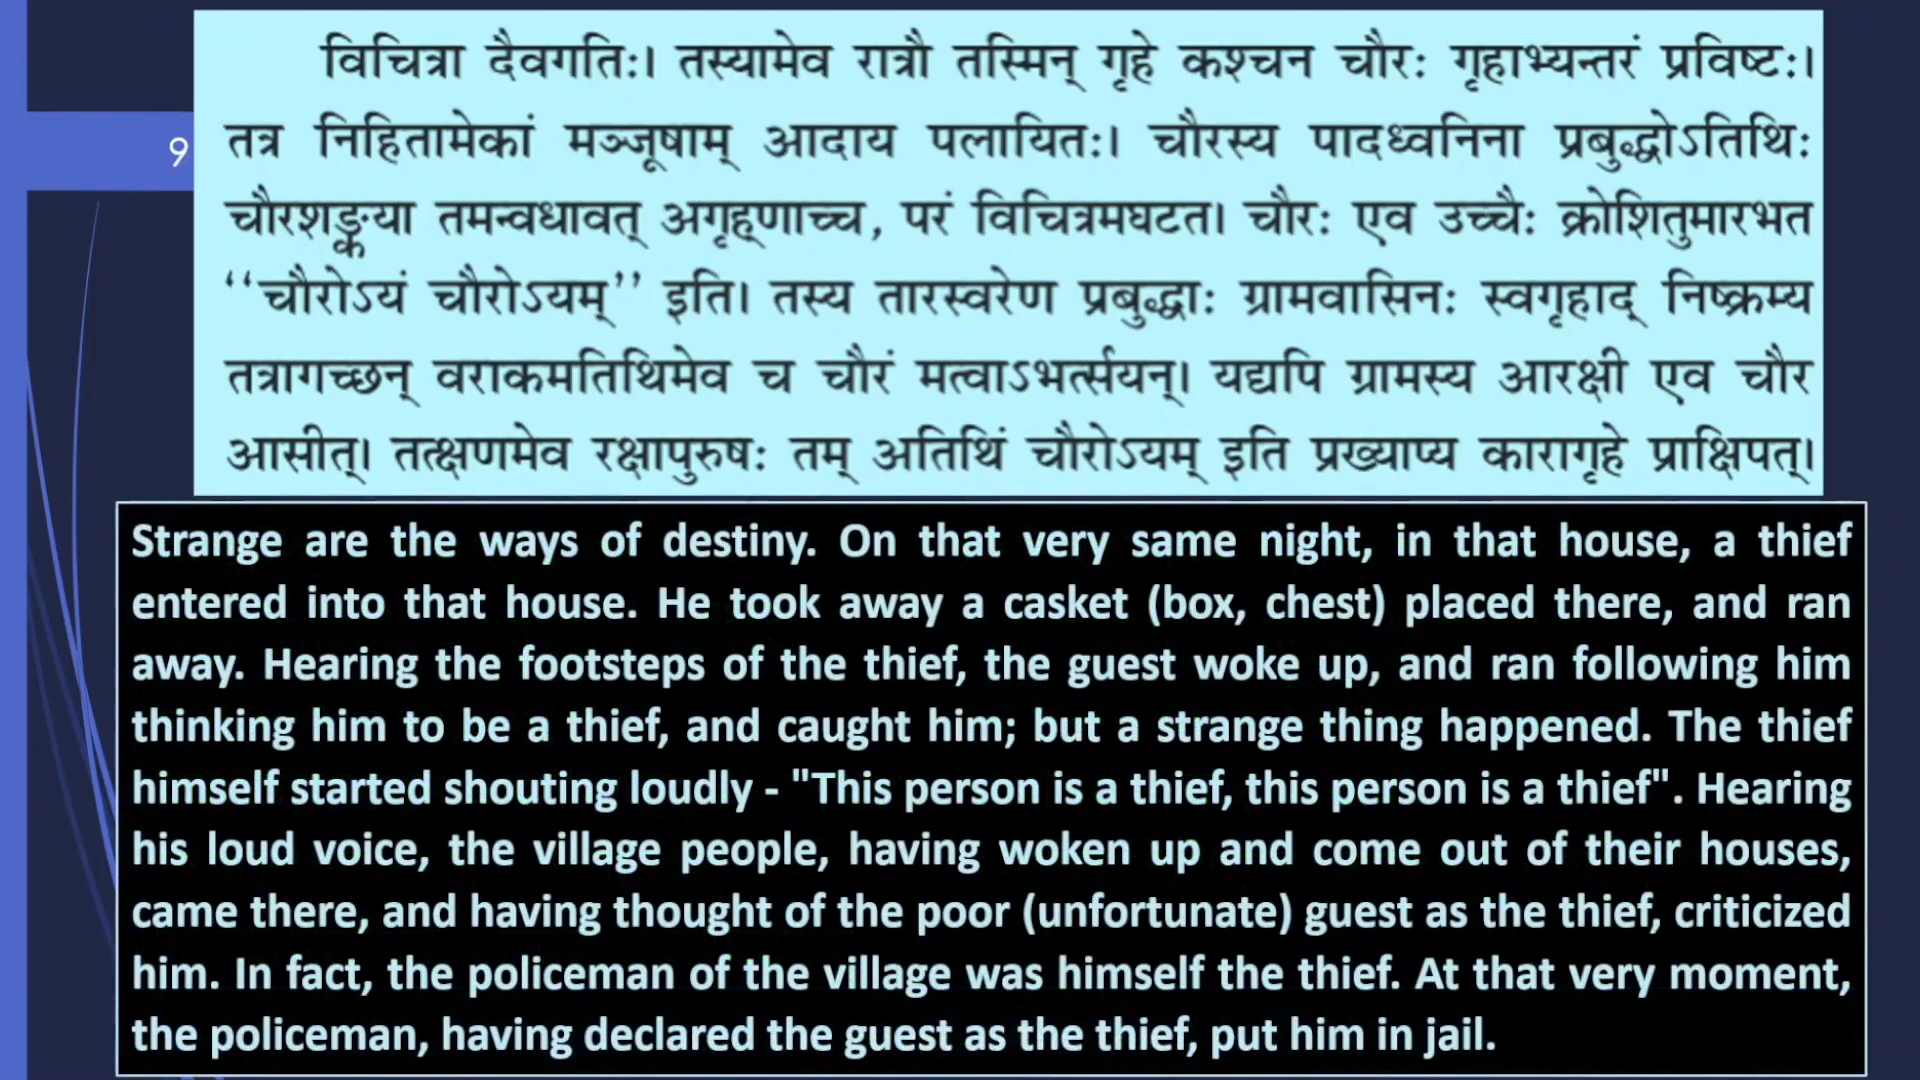 विचित्रा दैवगतिः। तस्यामेव रात्रौ तस्मिन् गृहे कश्चन चौरः गृहाभ्यन्तरं प्रविष्टः।
9
तत्र निहितामेकां मञ्जूषाम् आदाय पलायितः। चौरस्य पादध्वनिना प्रबुद्धोऽतिथिः
चौरशङ्कया तमन्वधावत् अगृह्णाच्च, परं विचित्रमघटत। चौरः एव उच्चैः क्रोशितुमारभत
‘‘चौरोऽयं चौरोऽयम्’’ इति। तस्य तारस्वरेण प्रबुद्धाः ग्रामवासिनः स्वगृहाद् निष्क्रम्य
तत्रागच्छन् वराकमतिथिमेव च चौरं मत्वाऽभर्त्सयन्। यद्यपि ग्रामस्य आरक्षी एव चौर
आसीत्। तत्क्षणमेव रक्षापुरुषः तम् अतिथिं चौरोऽयम् इति प्रख्याप्य कारागृहे प्राक्षिपत्।
Strange are the ways of destiny. On that very same night, in that house, a thief
entered into that house. He took away a casket (box, chest) placed there, and ran
away. Hearing the footsteps of the thief, the guest woke up, and ran following him
thinking him to be a thief, and caught him; but a strange thing happened. The thief
himself started shouting loudly - "This person is a thief, this person is a thief". Hearing
his loud voice, the village people, having woken up and come out of their houses,
came there, and having thought of the poor (unfortunate) guest as the thief, criticized
him. In fact, the policeman of the village was himself the thief. At that very moment,
the policeman, having declared the guest as the thief, put him in jail.